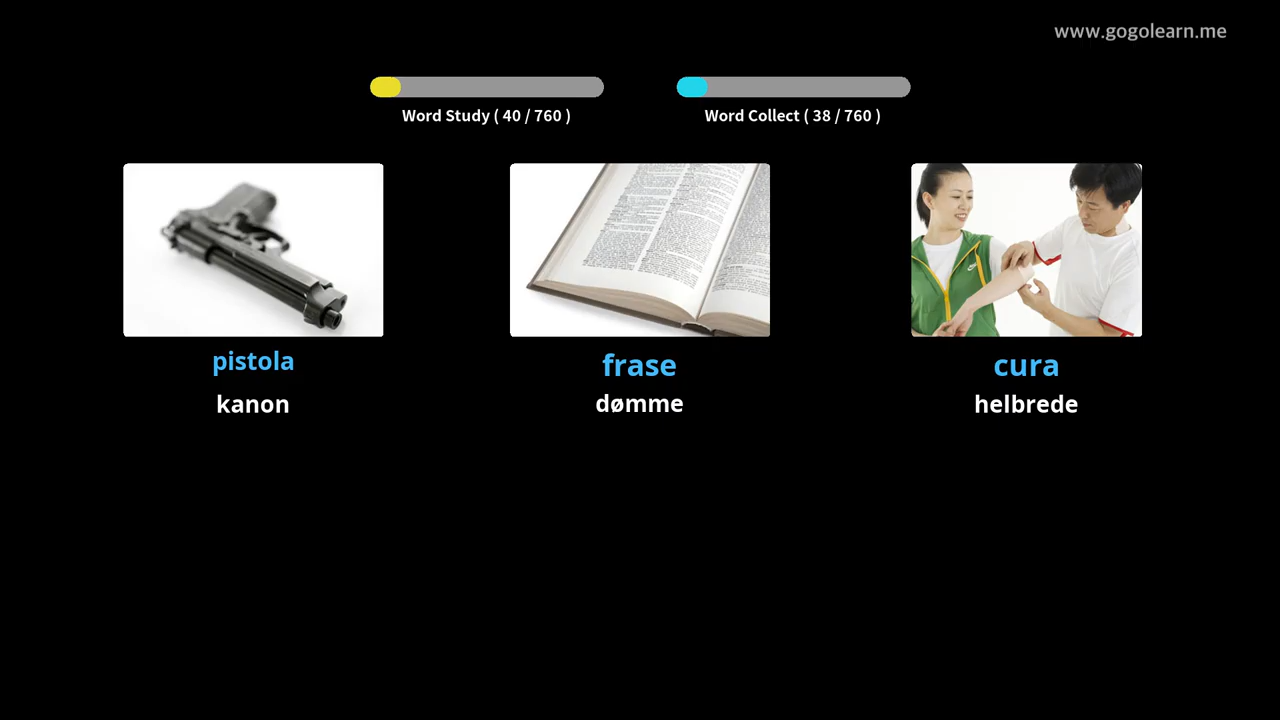 www.gogolearn.me
Word Study ( 40 / 760 )
Word Collect ( 38 / 760 )
pistola
frase
cura
kanon
dømme
helbrede